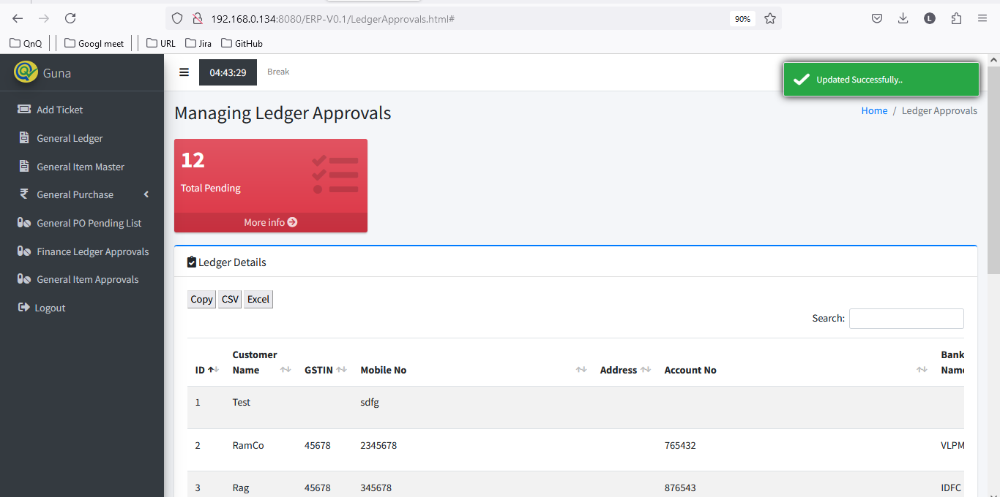 192.168.0.134:8080/ERP-V0.1/LedgerApprovals.html#
90%
L
QnQ
Googl meet
URL
Jira
GitHub
Guna
04:43:29
Break
Updated Successfully..
Add Ticket
General Ledger
General Item Master
General Purchase
General PO Pending List
Finance Ledger Approvals
General Item Approvals
Logout
Managing Ledger Approvals
Home / Ledger Approvals
12
Total Pending
More info
Ledger Details
Copy CSV Excel
Search:
ID Customer Name GSTIN Mobile No Address Account No Bank Name
1 Test sdfg
2 RamCo 45678 2345678 765432 VLPM
3 Rag 45678 345678 876543 IDFC